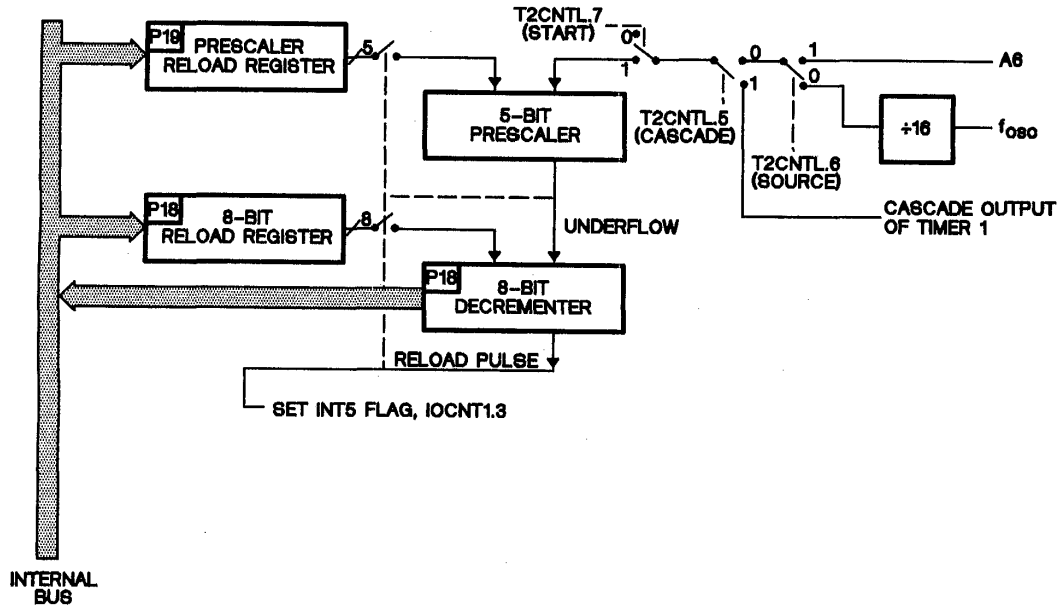 T2CNTL.7
(START)
0
1
P19
PRESCALER
RELOAD REGISTER
5
5-BIT
PRESCALER
T2CNTL.5
(CASCADE)
0
1
1
0
A6
T2CNTL.6
(SOURCE)
÷16
fosc
CASCADE OUTPUT
OF TIMER 1
P18
8-BIT
RELOAD REGISTER
8
UNDERFLOW
P18
8-BIT
DECREMENTER
RELOAD PULSE
SET INT5 FLAG, IOCNT1.3
INTERNAL
BUS